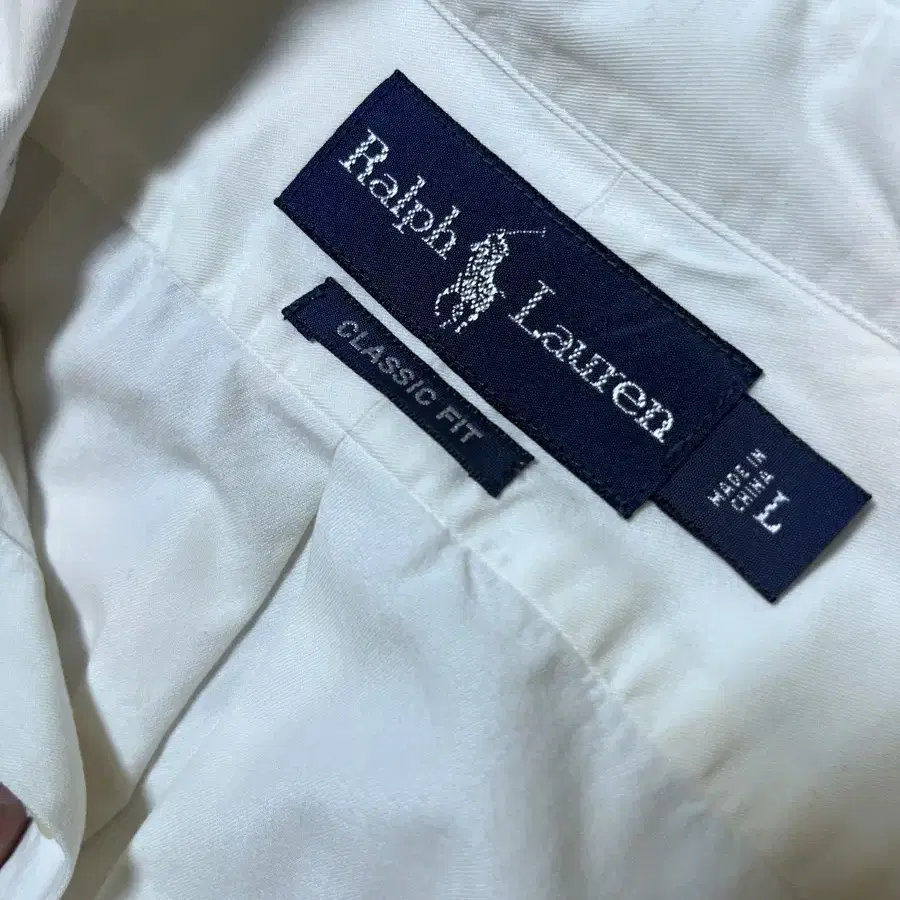 Ralph Lauren
CLASSIC FIT
MADE IN
CHINA
L